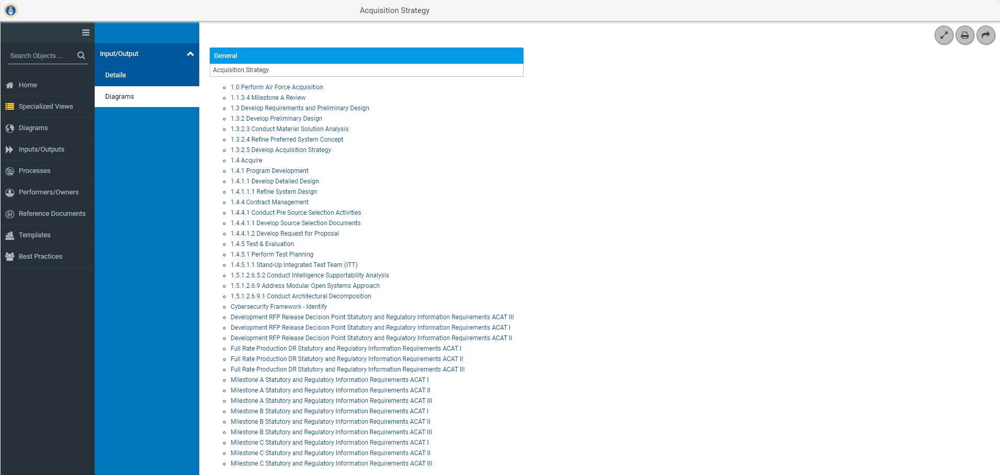 Acquisition Strategy
Search Objects ...
Home
Specialized Views
Diagrams
Inputs/Outputs
Processes
Performers/Owners
Reference Documents
Templates
Best Practices
Input/Output
Details
Diagrams
General
Acquisition Strategy
1.0 Perform Air Force Acquisition
1.1.3.4 Milestone A Review
1.3 Develop Requirements and Preliminary Design
1.3.2 Develop Preliminary Design
1.3.2.3 Conduct Materiel Solution Analysis
1.3.2.4 Refine Preferred System Concept
1.3.2.5 Develop Acquisition Strategy
1.4 Acquire
1.4.1 Program Development
1.4.1.1 Develop Detailed Design
1.4.1.1.1 Refine System Design
1.4.4 Contract Management
1.4.4.1 Conduct Pre Source Selection Activities
1.4.4.1.1 Develop Source Selection Documents
1.4.4.1.2 Develop Request for Proposal
1.4.5 Test & Evaluation
1.4.5.1 Perform Test Planning
1.4.5.1.1 Stand-Up Integrated Test Team (ITT)
1.5.1.2.6.5.2 Conduct Intelligence Supportability Analysis
1.5.1.2.6.9 Address Modular Open Systems Approach
1.5.1.2.6.9.1 Conduct Architectural Decomposition
Cybersecurity Framework - Identify
Development RFP Release Decision Point Statutory and Regulatory Information Requirements ACAT III
Development RFP Release Decision Point Statutory and Regulatory Information Requirements ACAT I
Development RFP Release Decision Point Statutory and Regulatory Information Requirements ACAT II
Full Rate Production DR Statutory and Regulatory Information Requirements ACAT I
Full Rate Production DR Statutory and Regulatory Information Requirements ACAT II
Full Rate Production DR Statutory and Regulatory Information Requirements ACAT III
Milestone A Statutory and Regulatory Information Requirements ACAT I
Milestone A Statutory and Regulatory Information Requirements ACAT II
Milestone A Statutory and Regulatory Information Requirements ACAT III
Milestone B Statutory and Regulatory Information Requirements ACAT I
Milestone B Statutory and Regulatory Information Requirements ACAT II
Milestone B Statutory and Regulatory Information Requirements ACAT III
Milestone C Statutory and Regulatory Information Requirements ACAT I
Milestone C Statutory and Regulatory Information Requirements ACAT II
Milestone C Statutory and Regulatory Information Requirements ACAT III